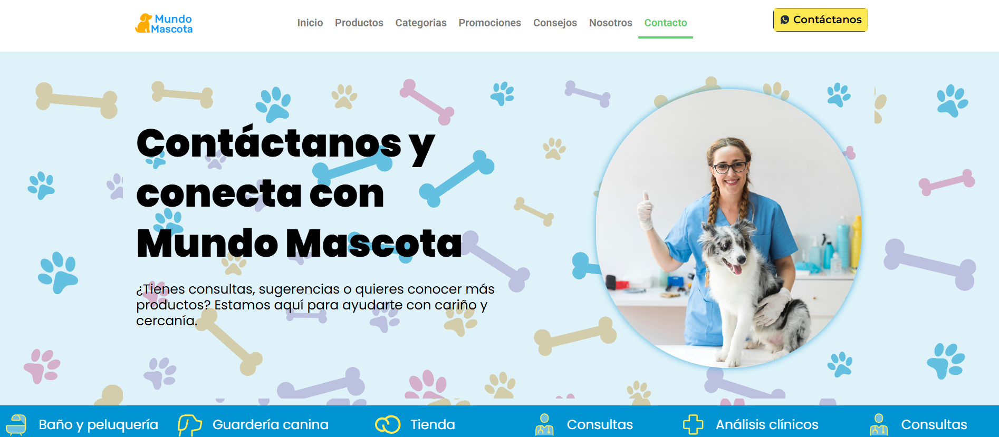 Mundo
Mascota
Inicio Productos Categorias Promociones Consejos Nosotros Contacto
Contáctanos
Contáctanos y
conecta con
Mundo Mascota
¿Tienes consultas, sugerencias o quieres conocer más
productos? Estamos aquí para ayudarte con cariño y
cercanía.
Baño y peluquería Guardería canina Tienda Consultas Análisis clínicos Consultas